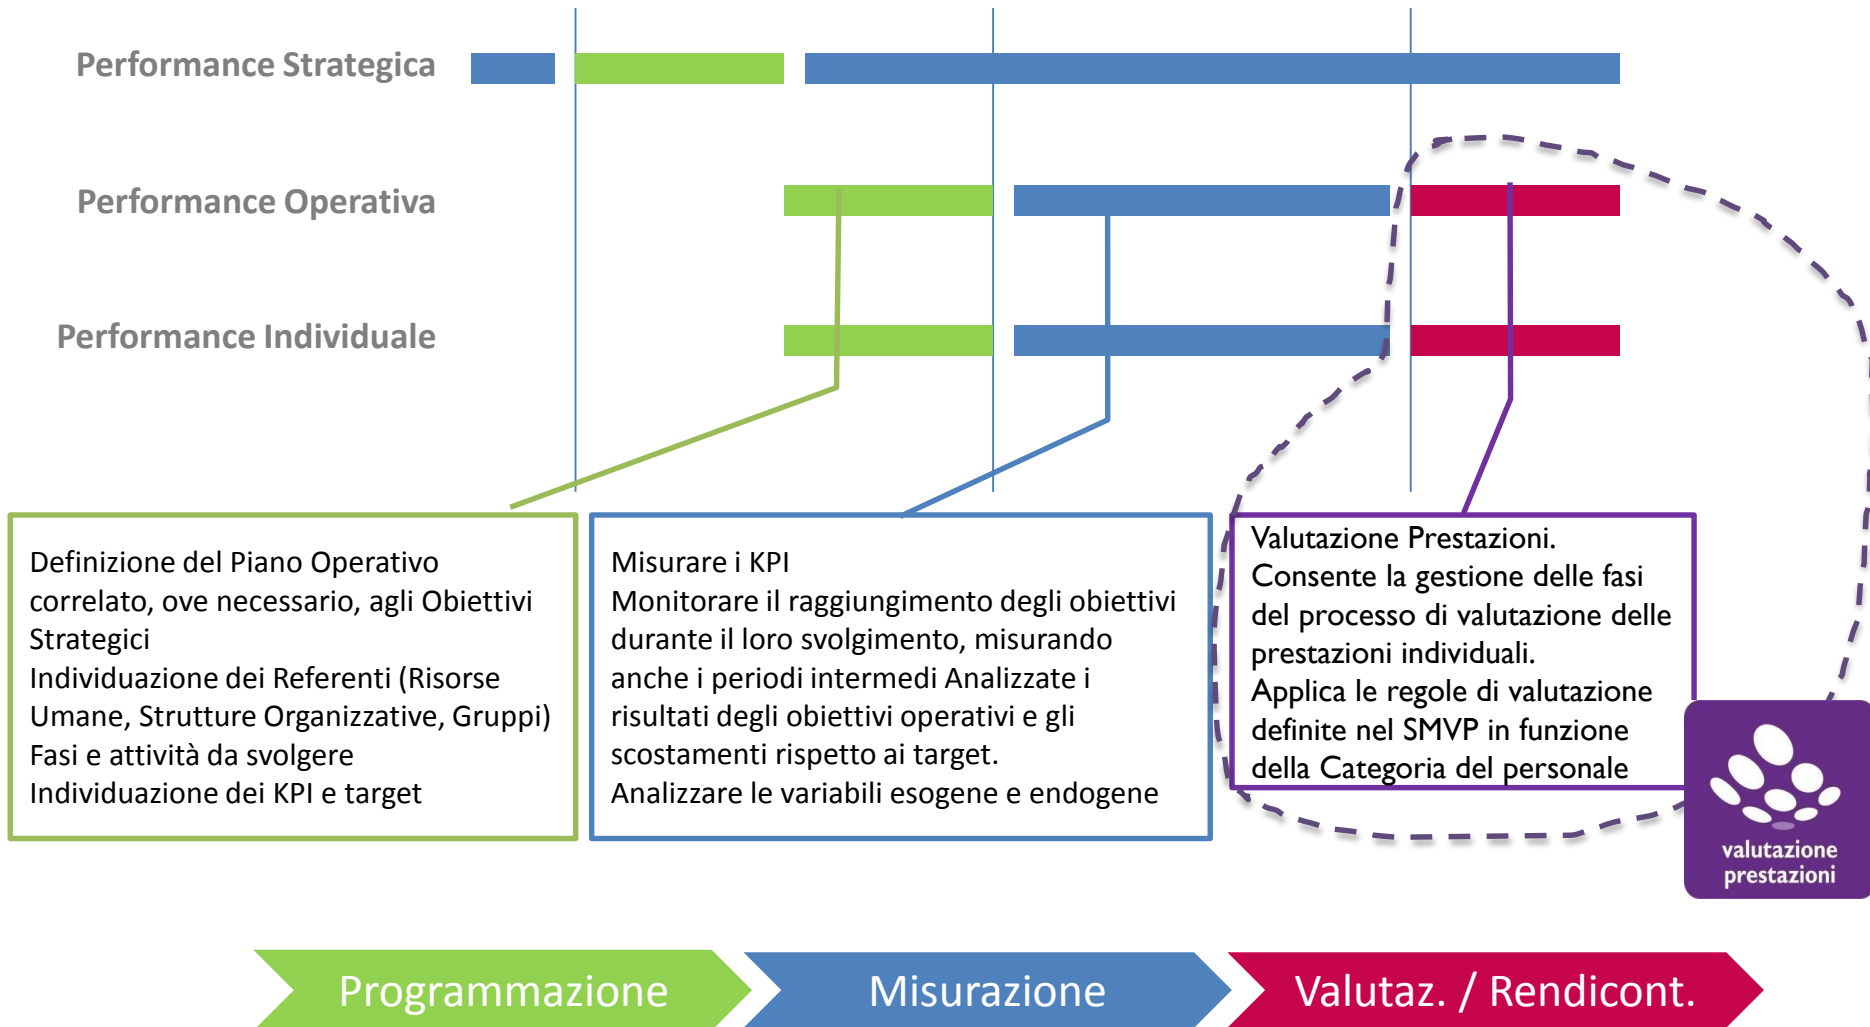 Performance Strategica
Performance Operativa
Performance Individuale
Definizione del Piano Operativo
correlato, ove necessario, agli Obiettivi
Strategici
Individuazione dei Referenti (Risorse
Umane, Strutture Organizzative, Gruppi)
Fasi e attività da svolgere
Individuazione dei KPI e target
Misurare i KPI
Monitorare il raggiungimento degli obiettivi
durante il loro svolgimento, misurando
anche i periodi intermedi Analizzate i
risultati degli obiettivi operativi e gli
scostamenti rispetto ai target.
Analizzare le variabili esogene e endogene
Valutazione Prestazioni.
Consente la gestione delle fasi
del processo di valutazione delle
prestazioni individuali.
Applica le regole di valutazione
definite nel SMVP in funzione
della Categoria del personale
valutazione
prestazioni
Programmazione
Misurazione
Valutaz. / Rendicont.